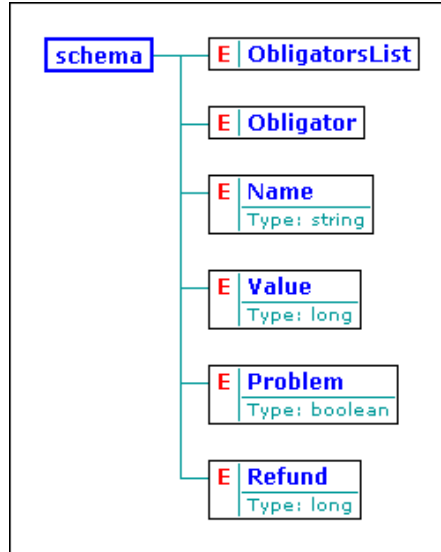 schema
E ObligatorsList
E Obligator
E Name
Type: string
E Value
Type: long
E Problem
Type: boolean
E Refund
Type: long